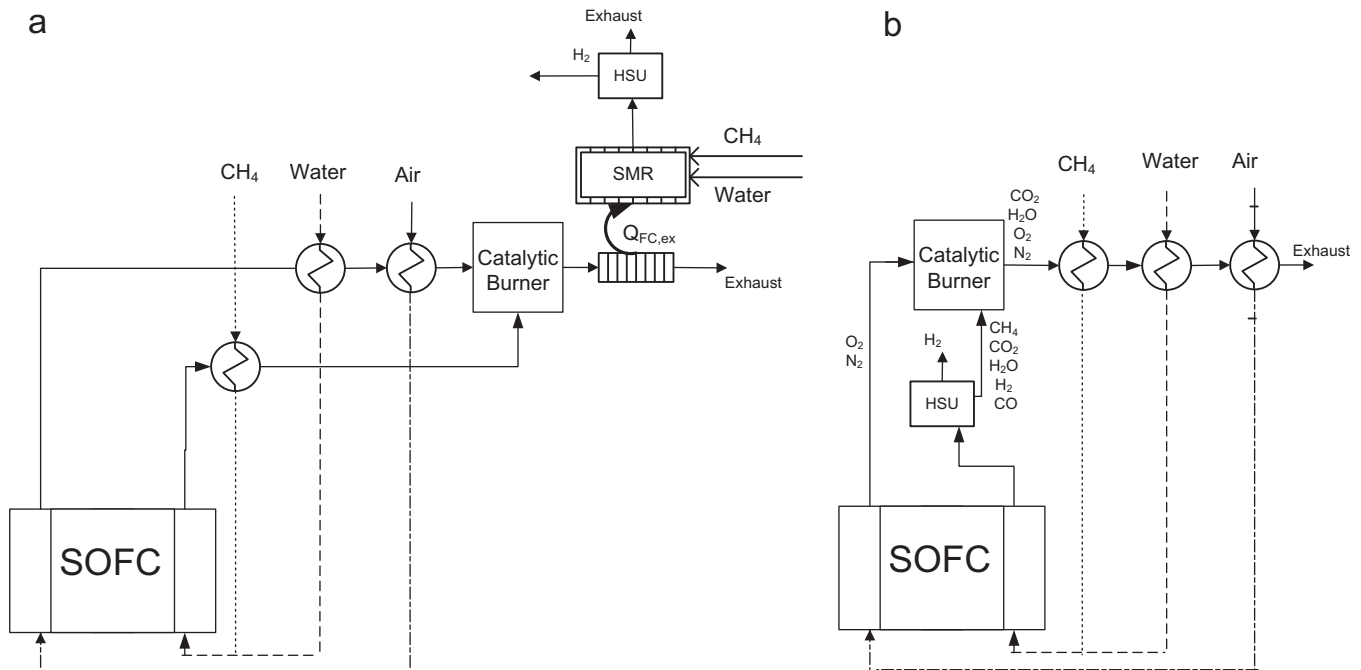 a
Exhaust
H₂
HSU
CH₄
SMR
Water
CH₄
Water
Air
Q_FC,ex
Catalytic
Burner
Exhaust
SOFC
b
CH₄
Water
Air
CO₂
H₂O
O₂
N₂
Exhaust
Catalytic
Burner
O₂
N₂
H₂
CH₄
CO₂
H₂O
H₂
CO
HSU
SOFC